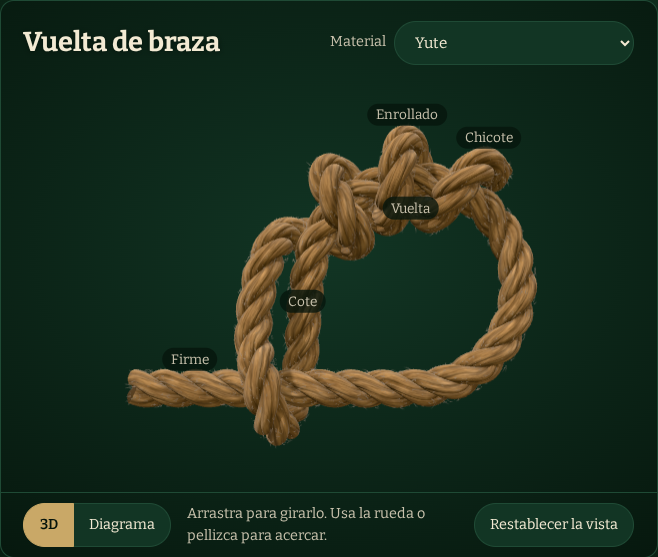 Vuelta de braza
Material
Yute
Enrollado
Chicote
Vuelta
Cote
Firme
3D
Diagrama
Arrastra para girarlo. Usa la rueda o
pellizca para acercar.
Restablecer la vista